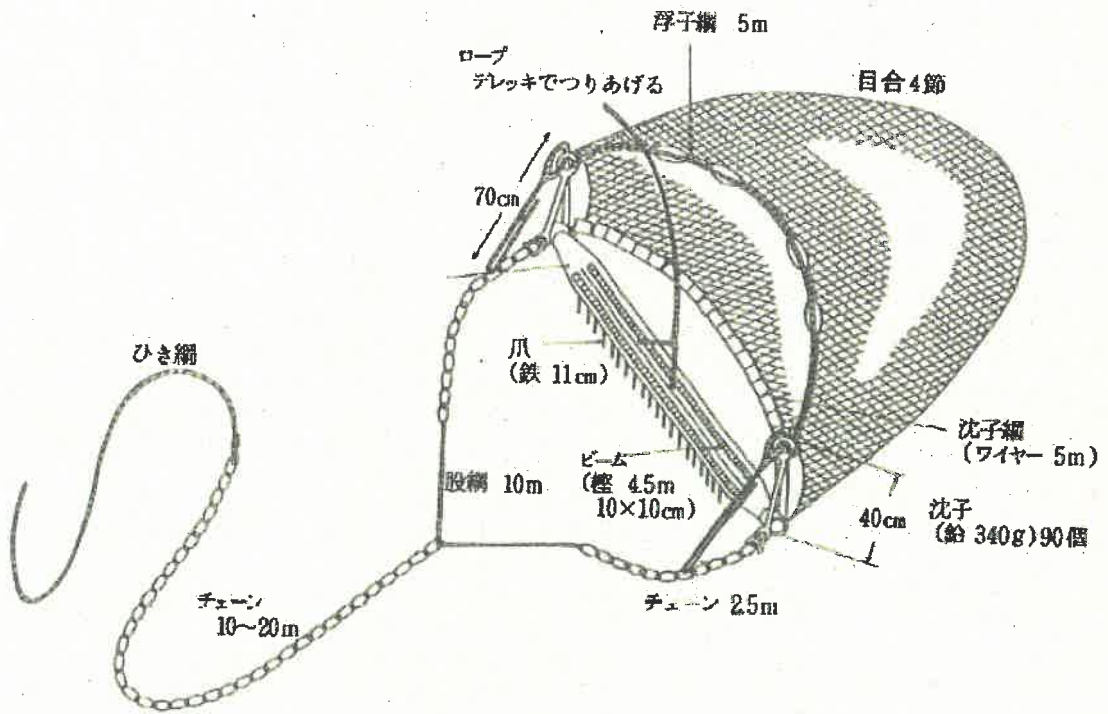 浮子綱 5m
ロープ
デレッキでつりあげる
目合4節
70cm
ひき綱
爪
(鉄 11cm)
沈子綱
(ワイヤー 5m)
ビーム
(樫 4.5m
10×10cm)
股綱 10m
40cm
沈子
(鉛 340g)90個
チェーン
10～20m
チェーン 2.5m